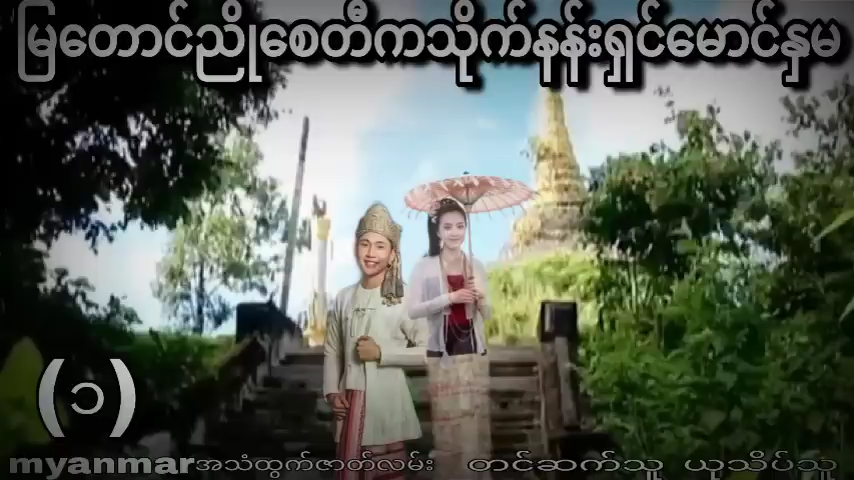 မြတောင်ညိုစေတီကသိုက်နန်းရှင်မောင်နှမ
(၁)
myanmarအသံထွက်ဇာတ်လမ်း တင်ဆက်သူ ယုသိပ်သူ